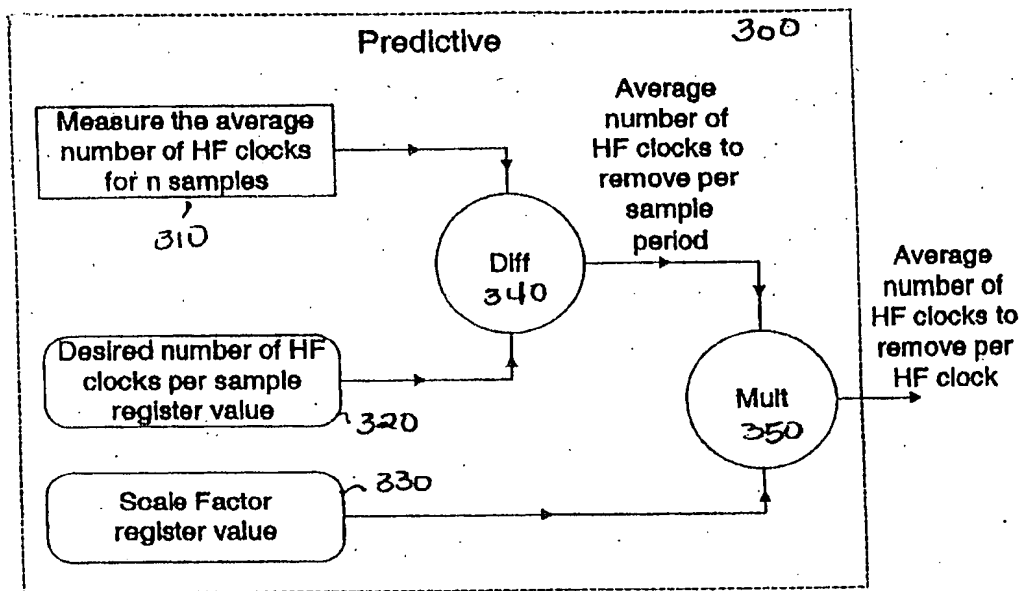 Predictive
300
Measure the average
number of HF clocks
for n samples
310
Average
number of
HF clocks to
remove per
sample
period
Diff
340
Average
number of
HF clocks to
remove per
HF clock
Desired number of HF
clocks per sample
register value
320
Mult
350
330
Scale Factor
register value